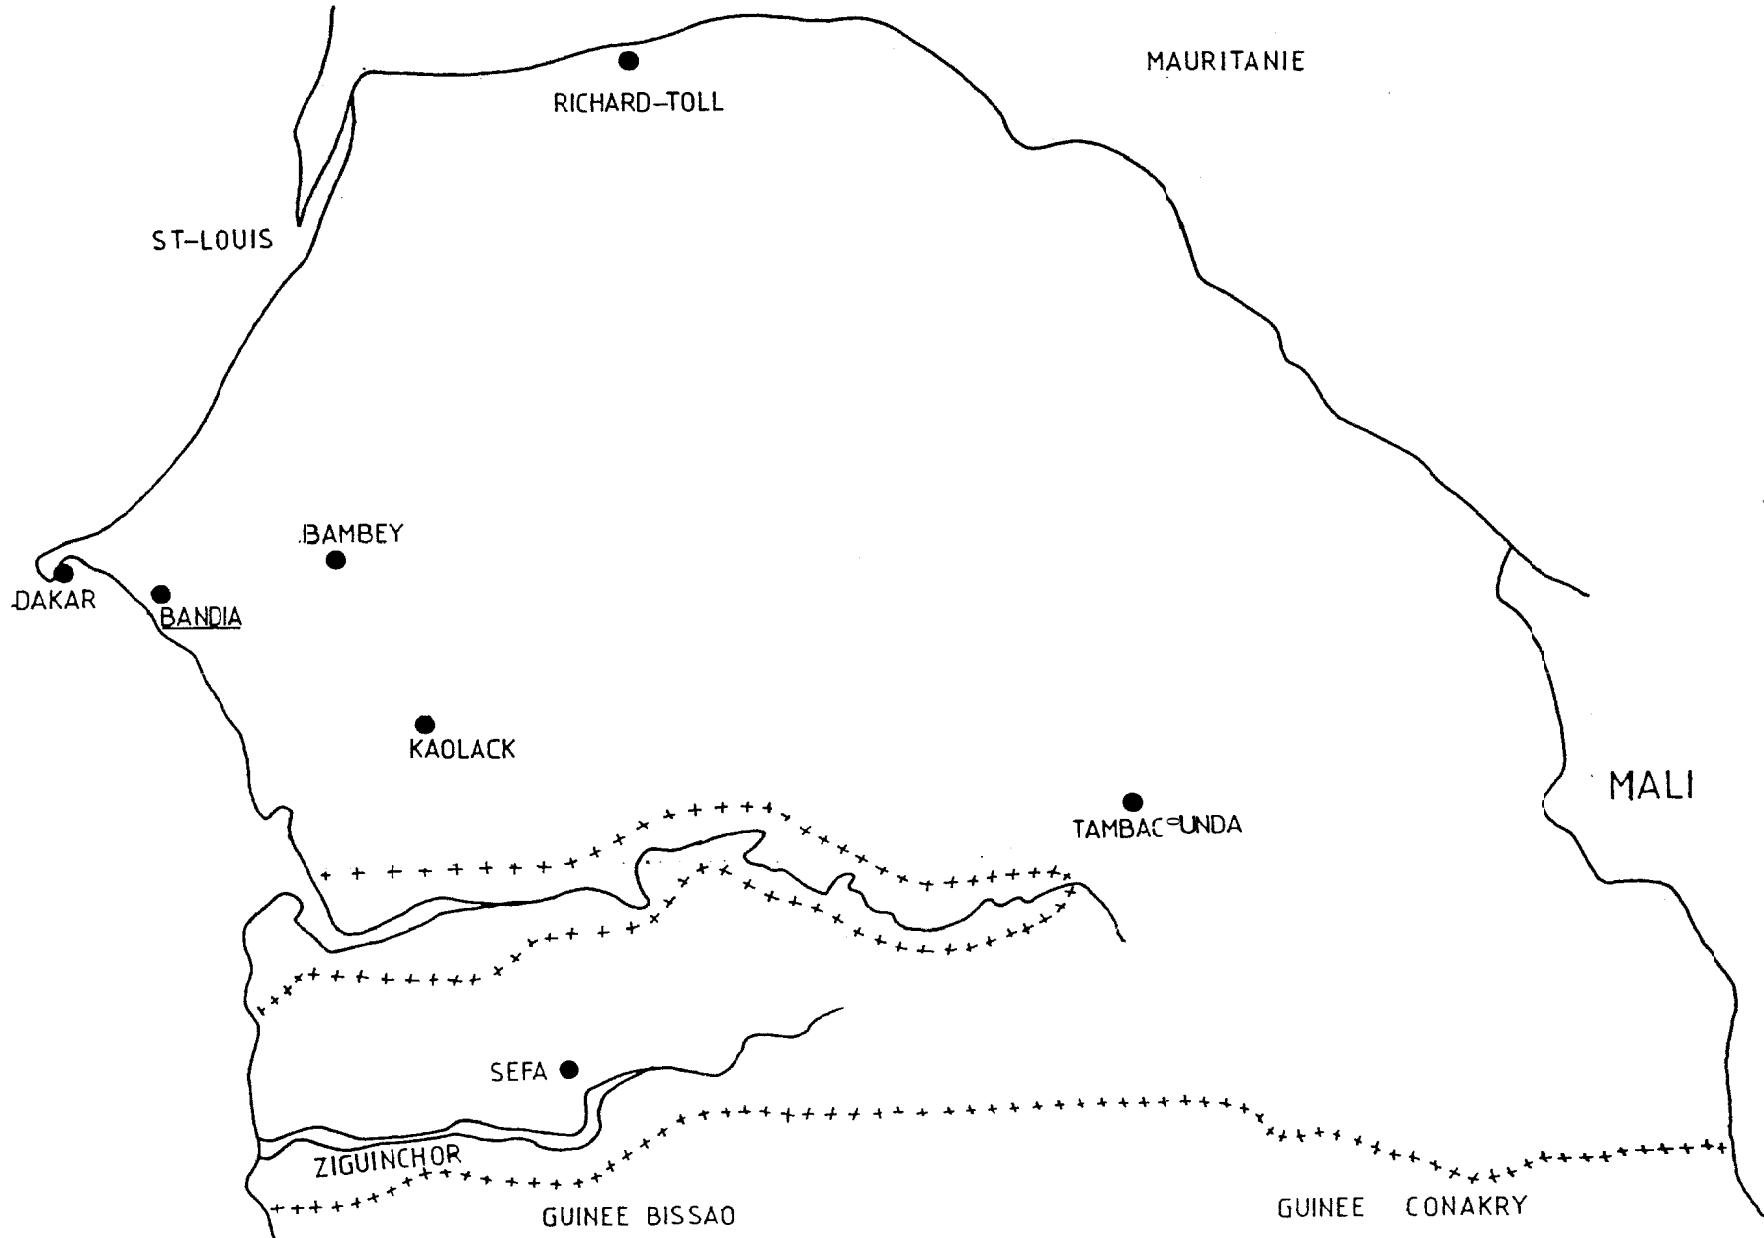 MAURITANIE
RICHARD-TOLL
ST-LOUIS
BAMBEY
DAKAR
BANDIA
KAOLACK
MALI
TAMBACOUNDA
SEFA
ZIGUINCHOR
GUINEE BISSAO
GUINEE CONAKRY